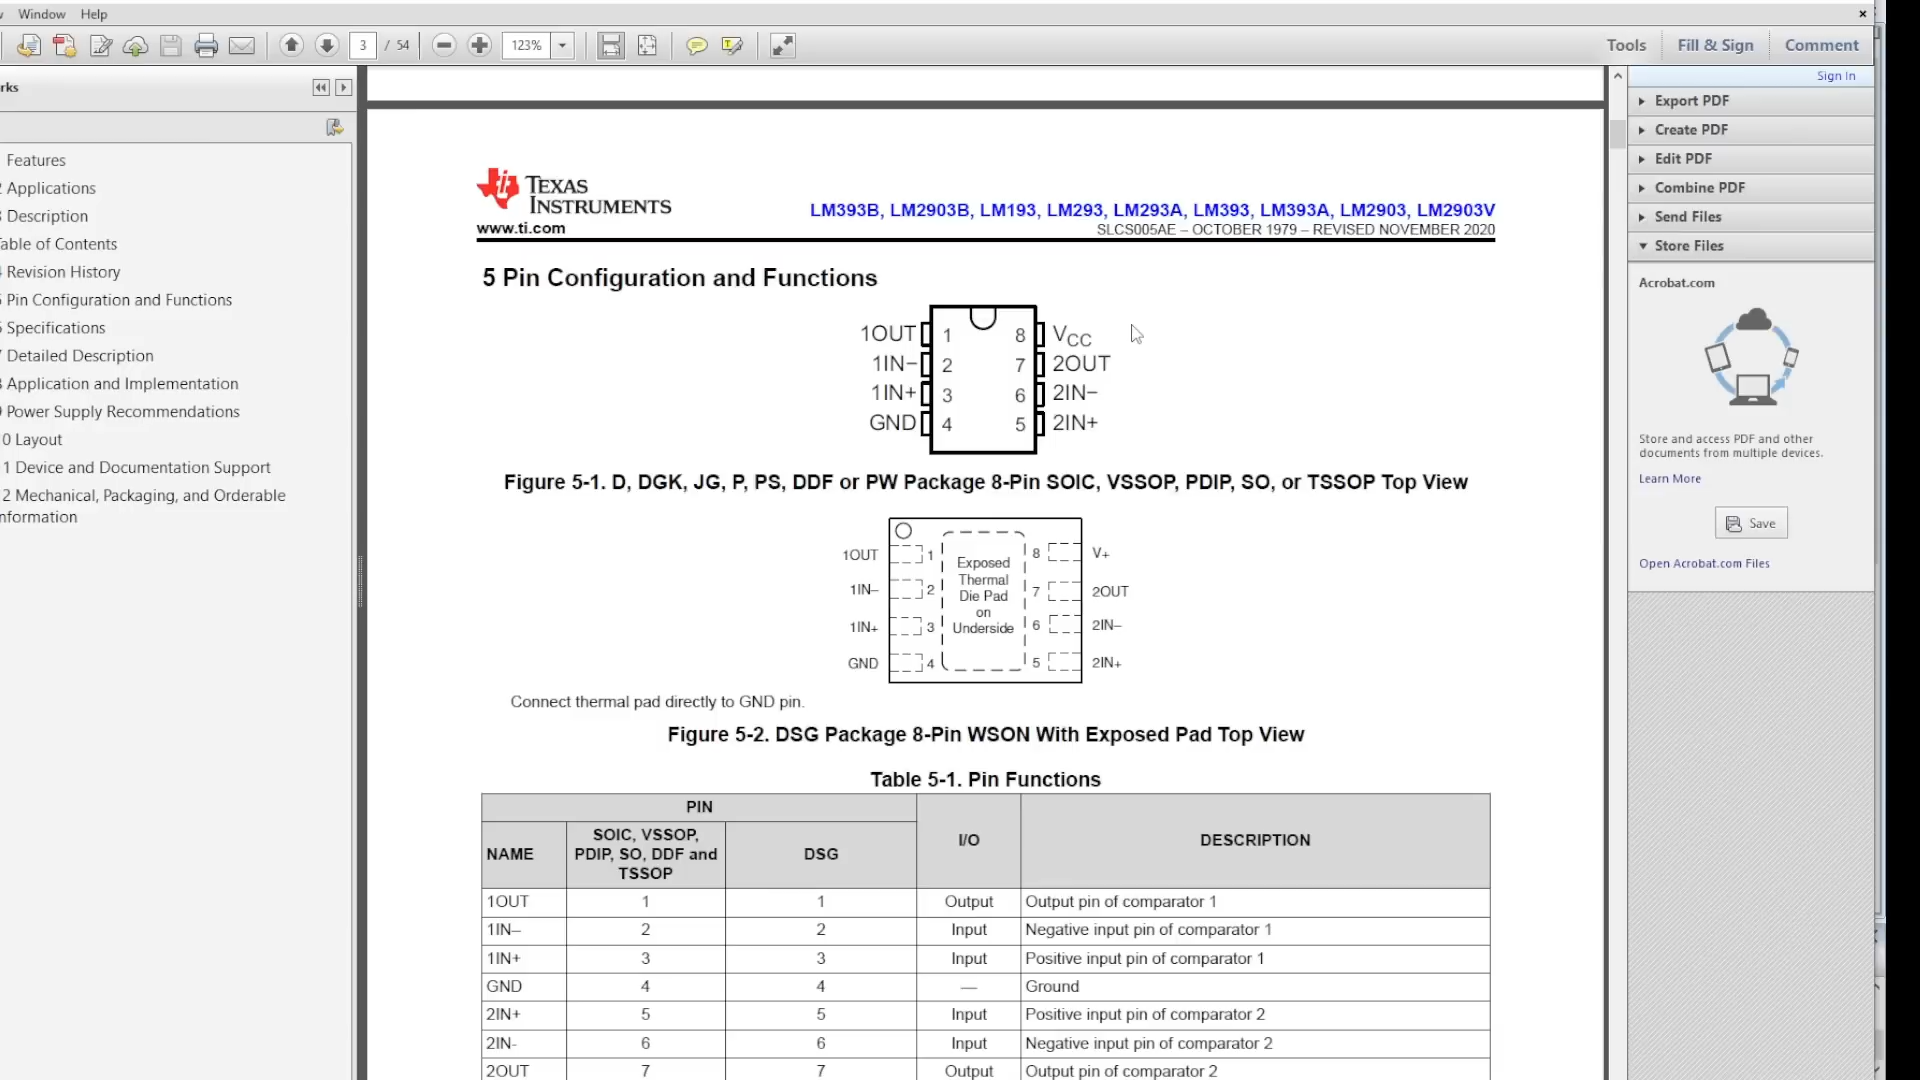 Window Help
3 / 54
123%
Tools Fill & Sign Comment
Sign In
rks
Features
Applications
Description
able of Contents
Revision History
Pin Configuration and Functions
Specifications
Detailed Description
Application and Implementation
Power Supply Recommendations
0 Layout
1 Device and Documentation Support
2 Mechanical, Packaging, and Orderable
nformation
TEXAS
INSTRUMENTS
www.ti.com
LM393B, LM2903B, LM193, LM293, LM293A, LM393, LM393A, LM2903, LM2903V
SLCS005AE – OCTOBER 1979 – REVISED NOVEMBER 2020
5 Pin Configuration and Functions
1OUT 1 8 VCC
1IN– 2 7 2OUT
1IN+ 3 6 2IN–
GND 4 5 2IN+
Figure 5-1. D, DGK, JG, P, PS, DDF or PW Package 8-Pin SOIC, VSSOP, PDIP, SO, or TSSOP Top View
1OUT 1 8 V+
1IN– 2 7 2OUT
1IN+ 3 6 2IN–
GND 4 5 2IN+
Exposed
Thermal
Die Pad
on
Underside
Connect thermal pad directly to GND pin.
Figure 5-2. DSG Package 8-Pin WSON With Exposed Pad Top View
Table 5-1. Pin Functions
PIN
I/O
DESCRIPTION
NAME
SOIC, VSSOP,
PDIP, SO, DDF and
TSSOP
DSG
1OUT 1 1 Output Output pin of comparator 1
1IN– 2 2 Input Negative input pin of comparator 1
1IN+ 3 3 Input Positive input pin of comparator 1
GND 4 4 — Ground
2IN+ 5 5 Input Positive input pin of comparator 2
2IN- 6 6 Input Negative input pin of comparator 2
2OUT 7 7 Output Output pin of comparator 2
Export PDF
Create PDF
Edit PDF
Combine PDF
Send Files
Store Files
Acrobat.com
Store and access PDF and other
documents from multiple devices.
Learn More
Save
Open Acrobat.com Files